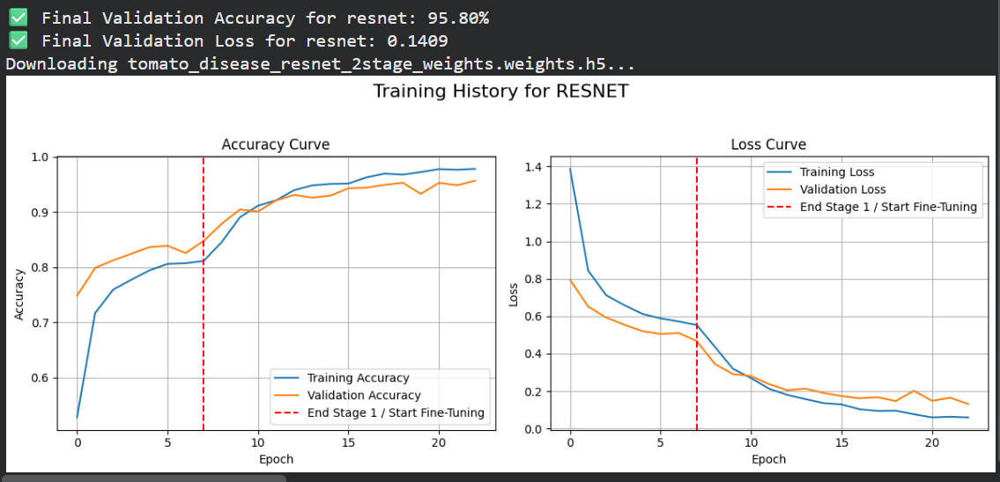 ✅ Final Validation Accuracy for resnet: 95.80%
✅ Final Validation Loss for resnet: 0.1409
Downloading tomato_disease_resnet_2stage_weights.weights.h5...
Training History for RESNET
Accuracy Curve
1.0
0.9
0.8
0.7
0.6
Accuracy
0
5
10
15
20
Epoch
Training Accuracy
Validation Accuracy
End Stage 1 / Start Fine-Tuning
Loss Curve
1.4
1.2
1.0
0.8
0.6
0.4
0.2
0.0
Loss
0
5
10
15
20
Epoch
Training Loss
Validation Loss
End Stage 1 / Start Fine-Tuning